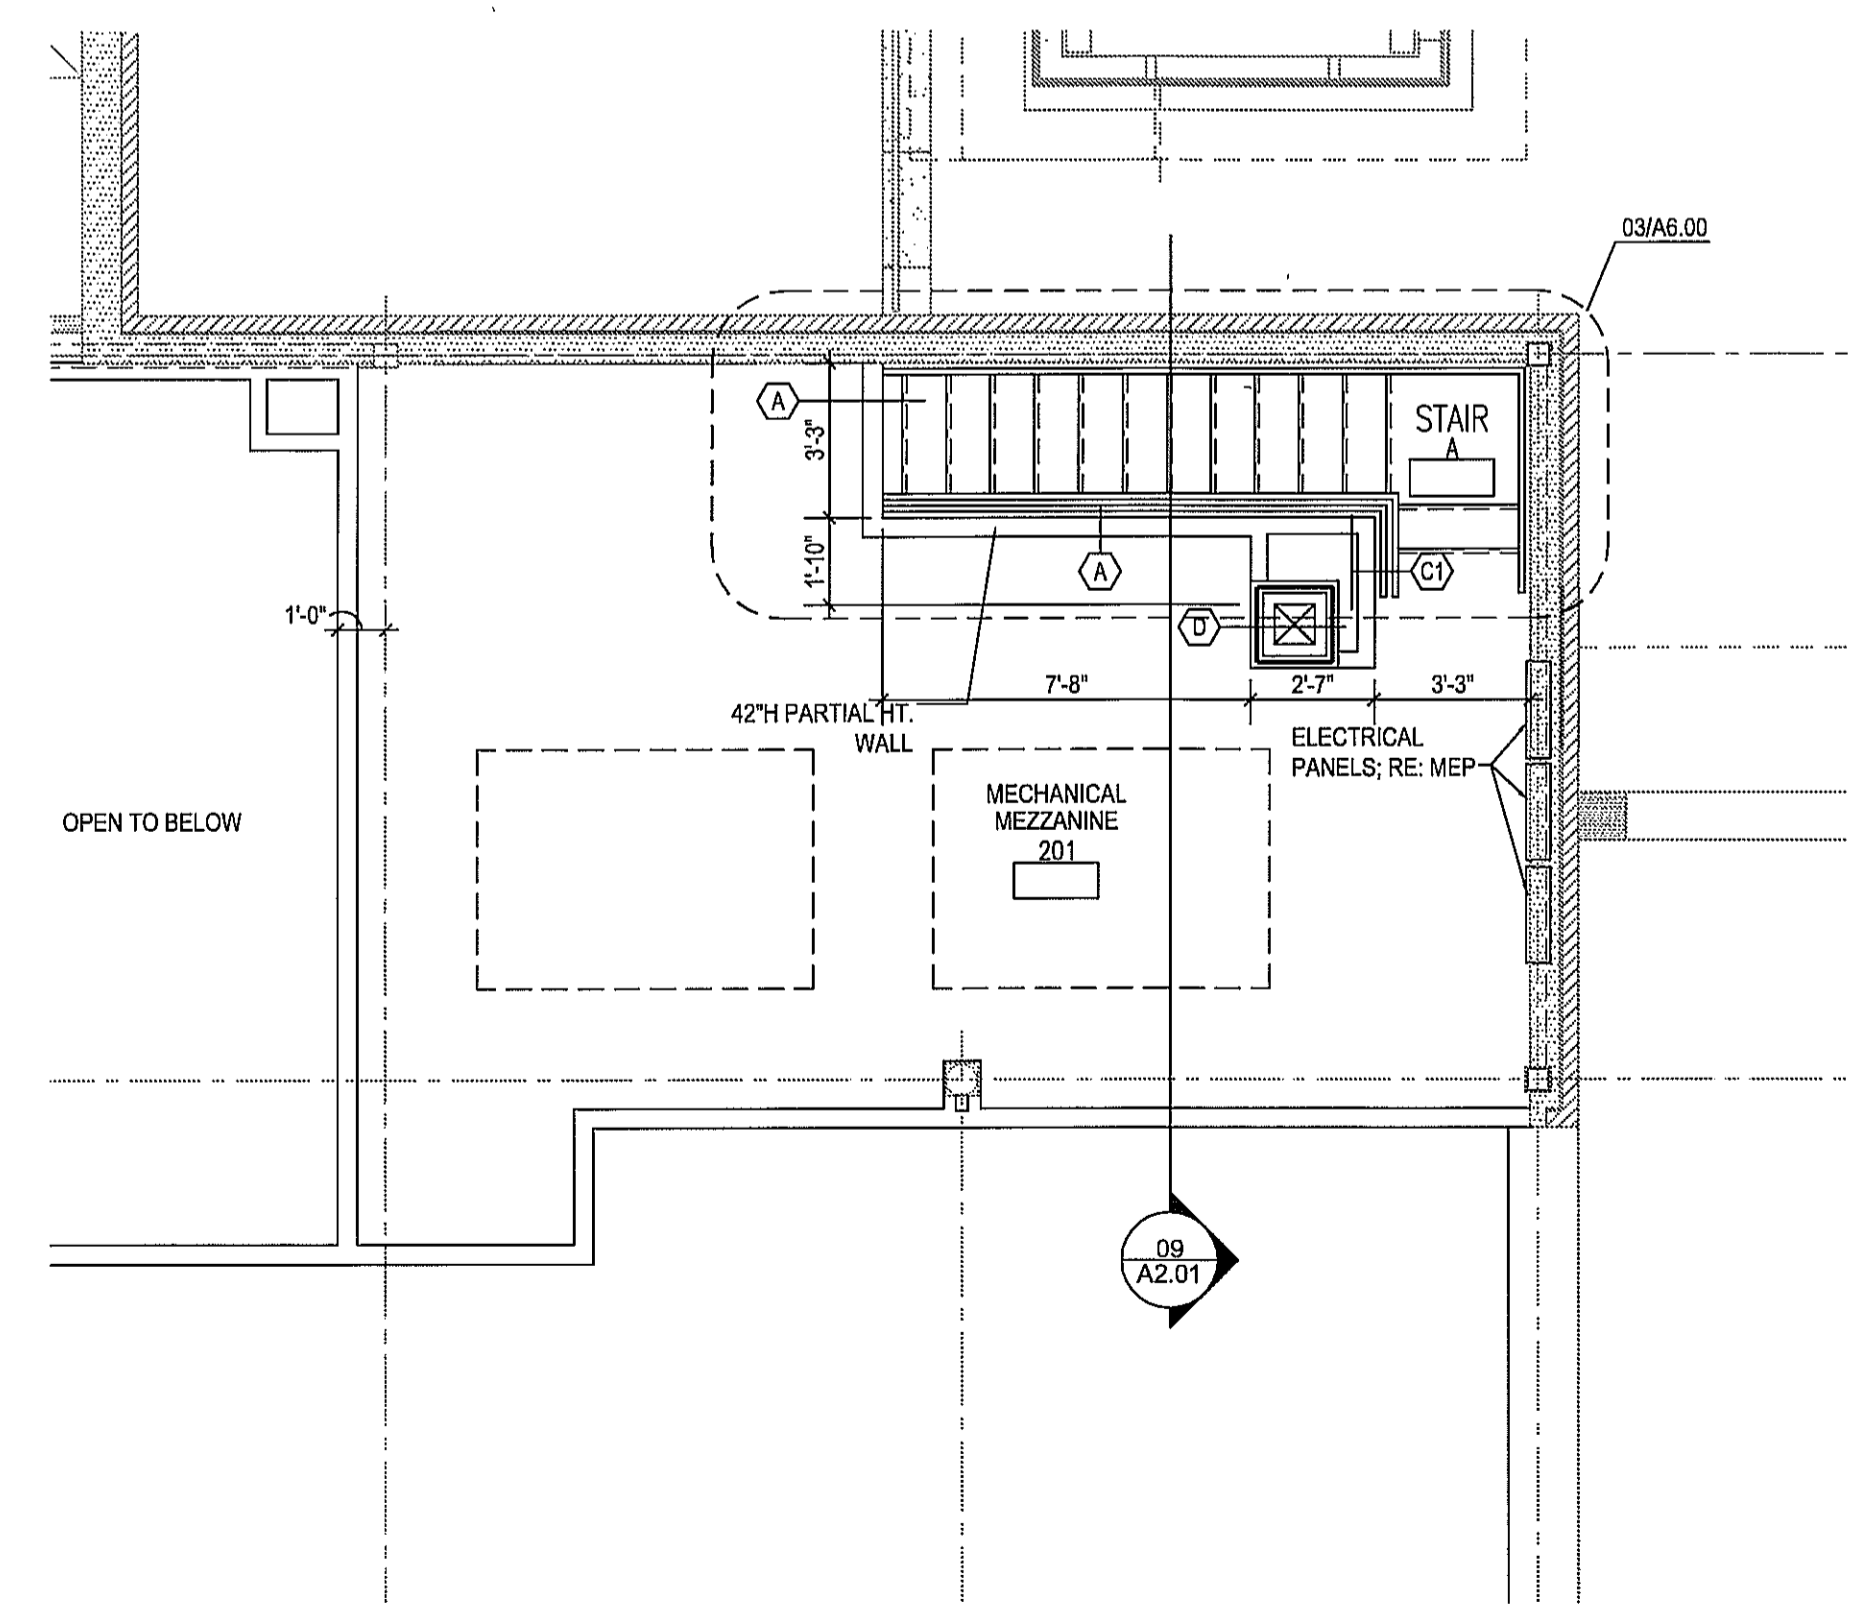 03/A6.00
A
3'-3"
STAIR
A
1'-10"
A
C1
1'-0"
D
7'-8"
2'-7"
3'-3"
42"H PARTIAL HT.
WALL
ELECTRICAL
PANELS; RE: MEP
MECHANICAL
MEZZANINE
201
OPEN TO BELOW
09
A2.01